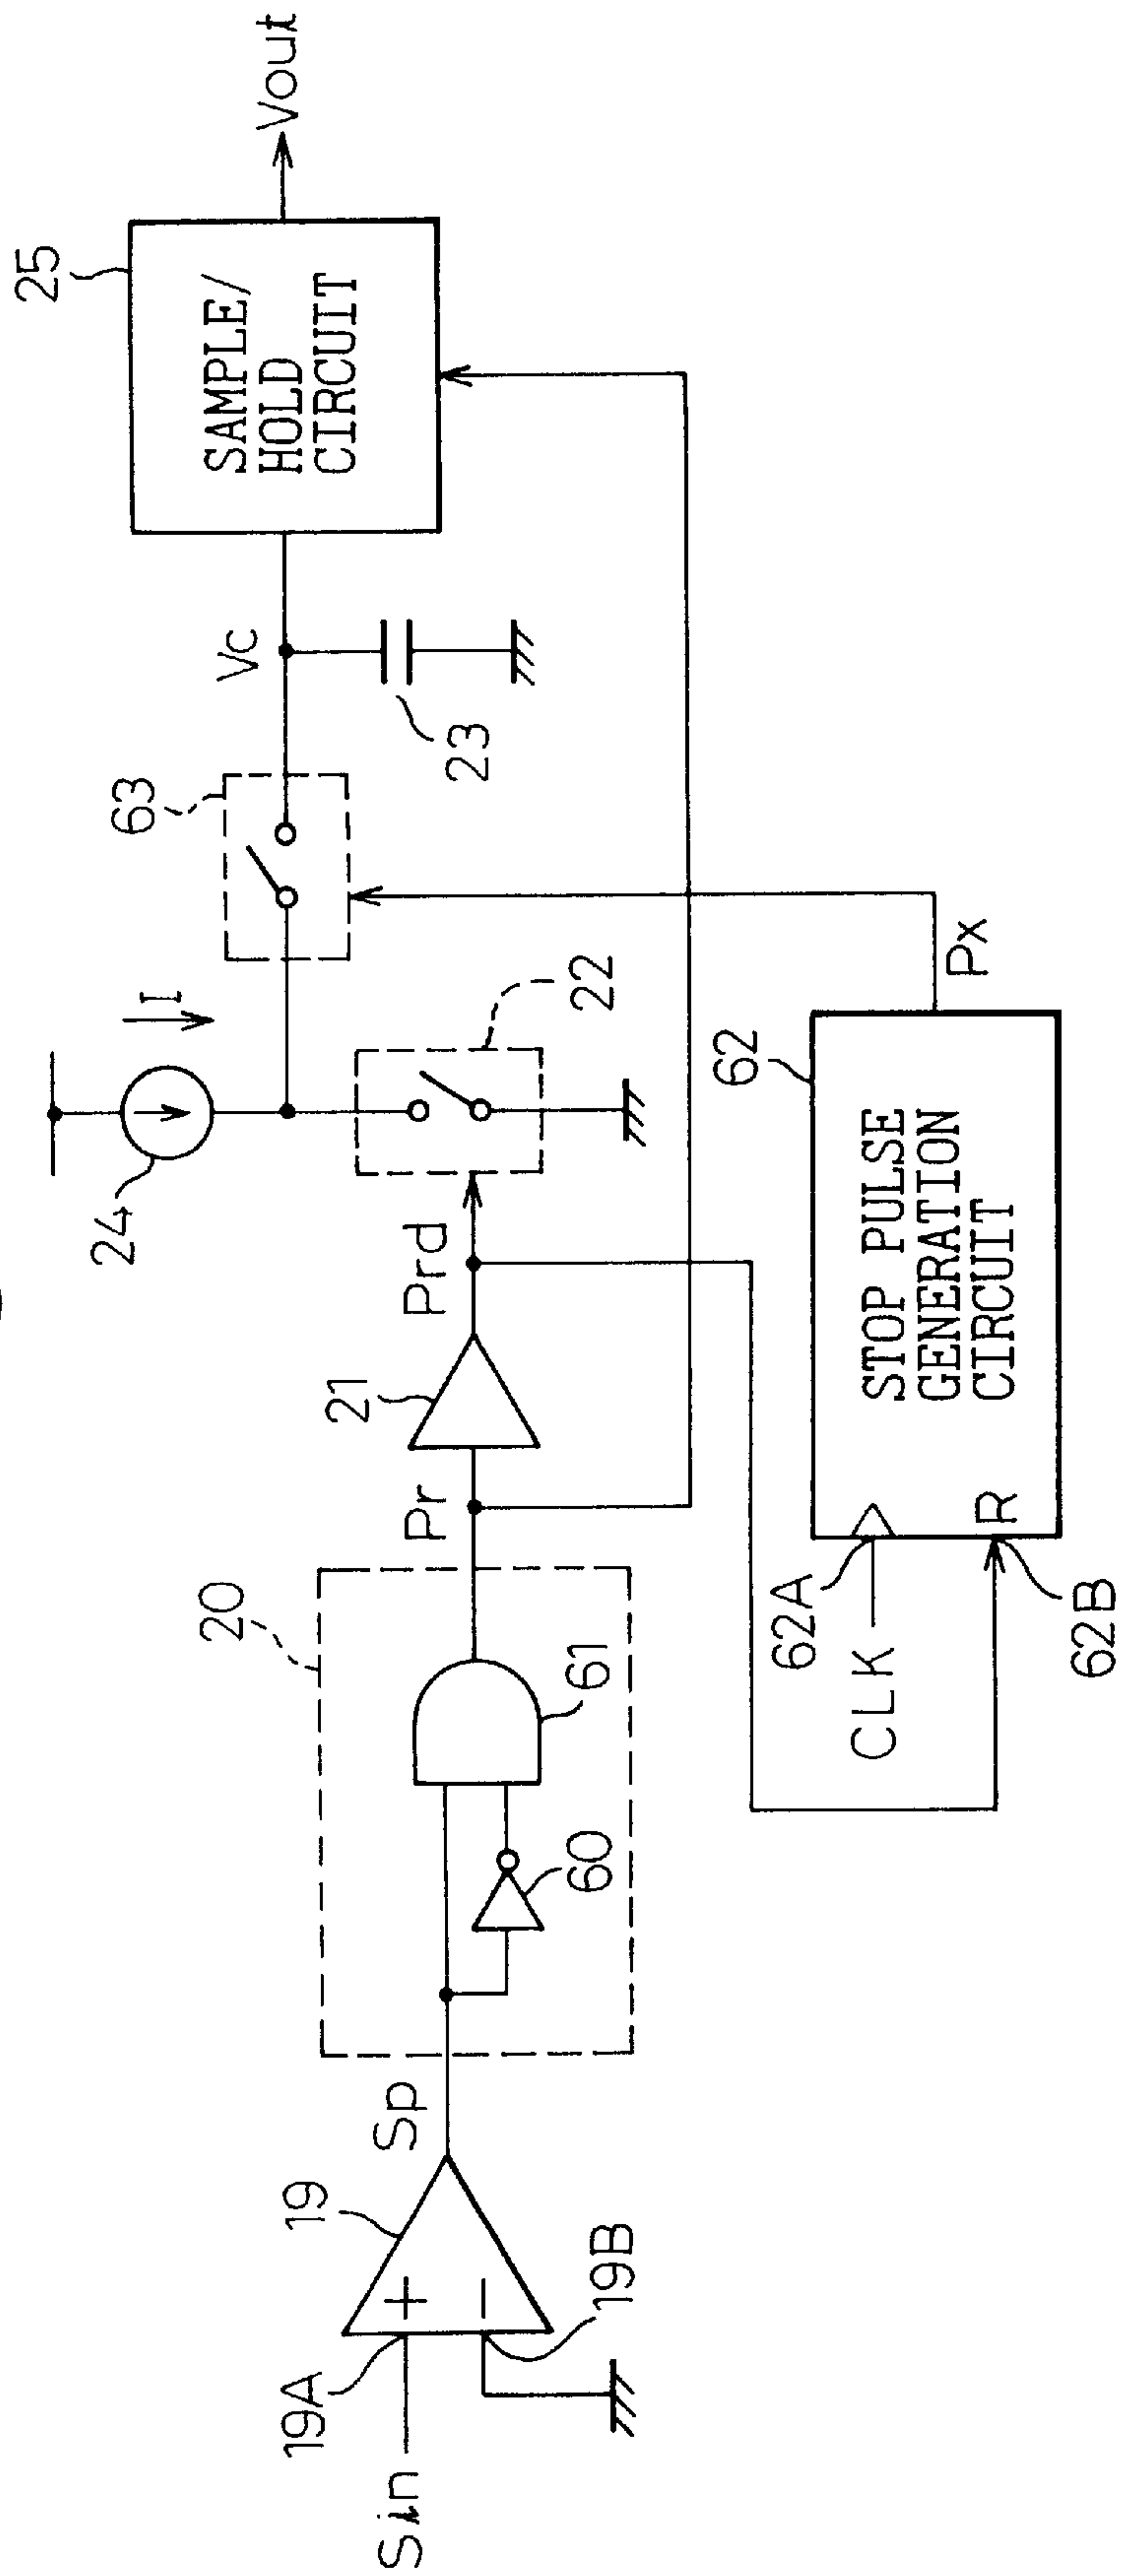 Sin
19A
19B
19
Sp
20
60
61
Pr
21
Prd
22
24
I
63
Vc
23
25
SAMPLE/
HOLD
CIRCUIT
Vout
CLK
62A
62B
R
62
STOP PULSE
GENERATION
CIRCUIT
Px